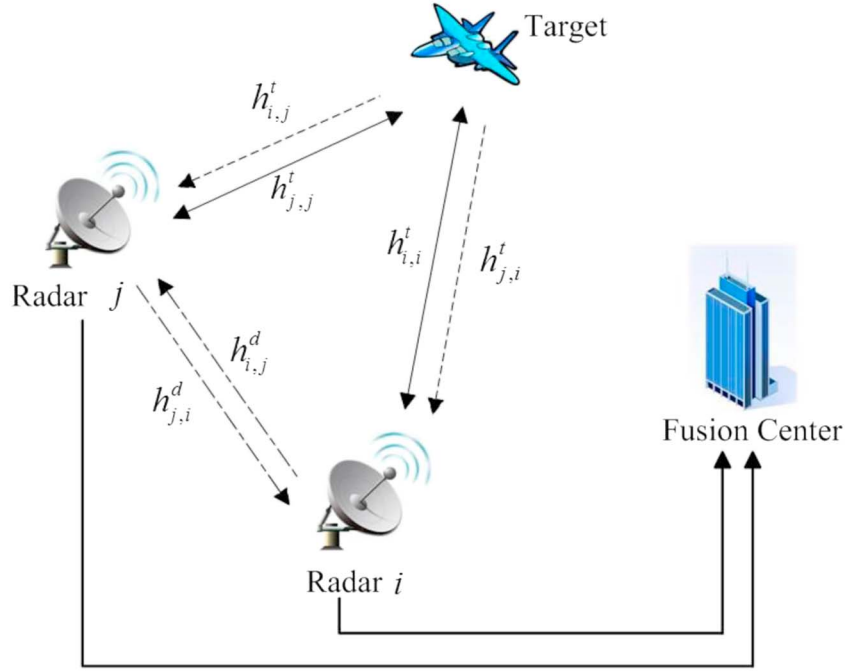 Target
h^t_{i,j}
h^t_{j,j}
h^t_{i,i}
h^t_{j,i}
Radar j
h^d_{i,j}
h^d_{j,i}
Fusion Center
Radar i